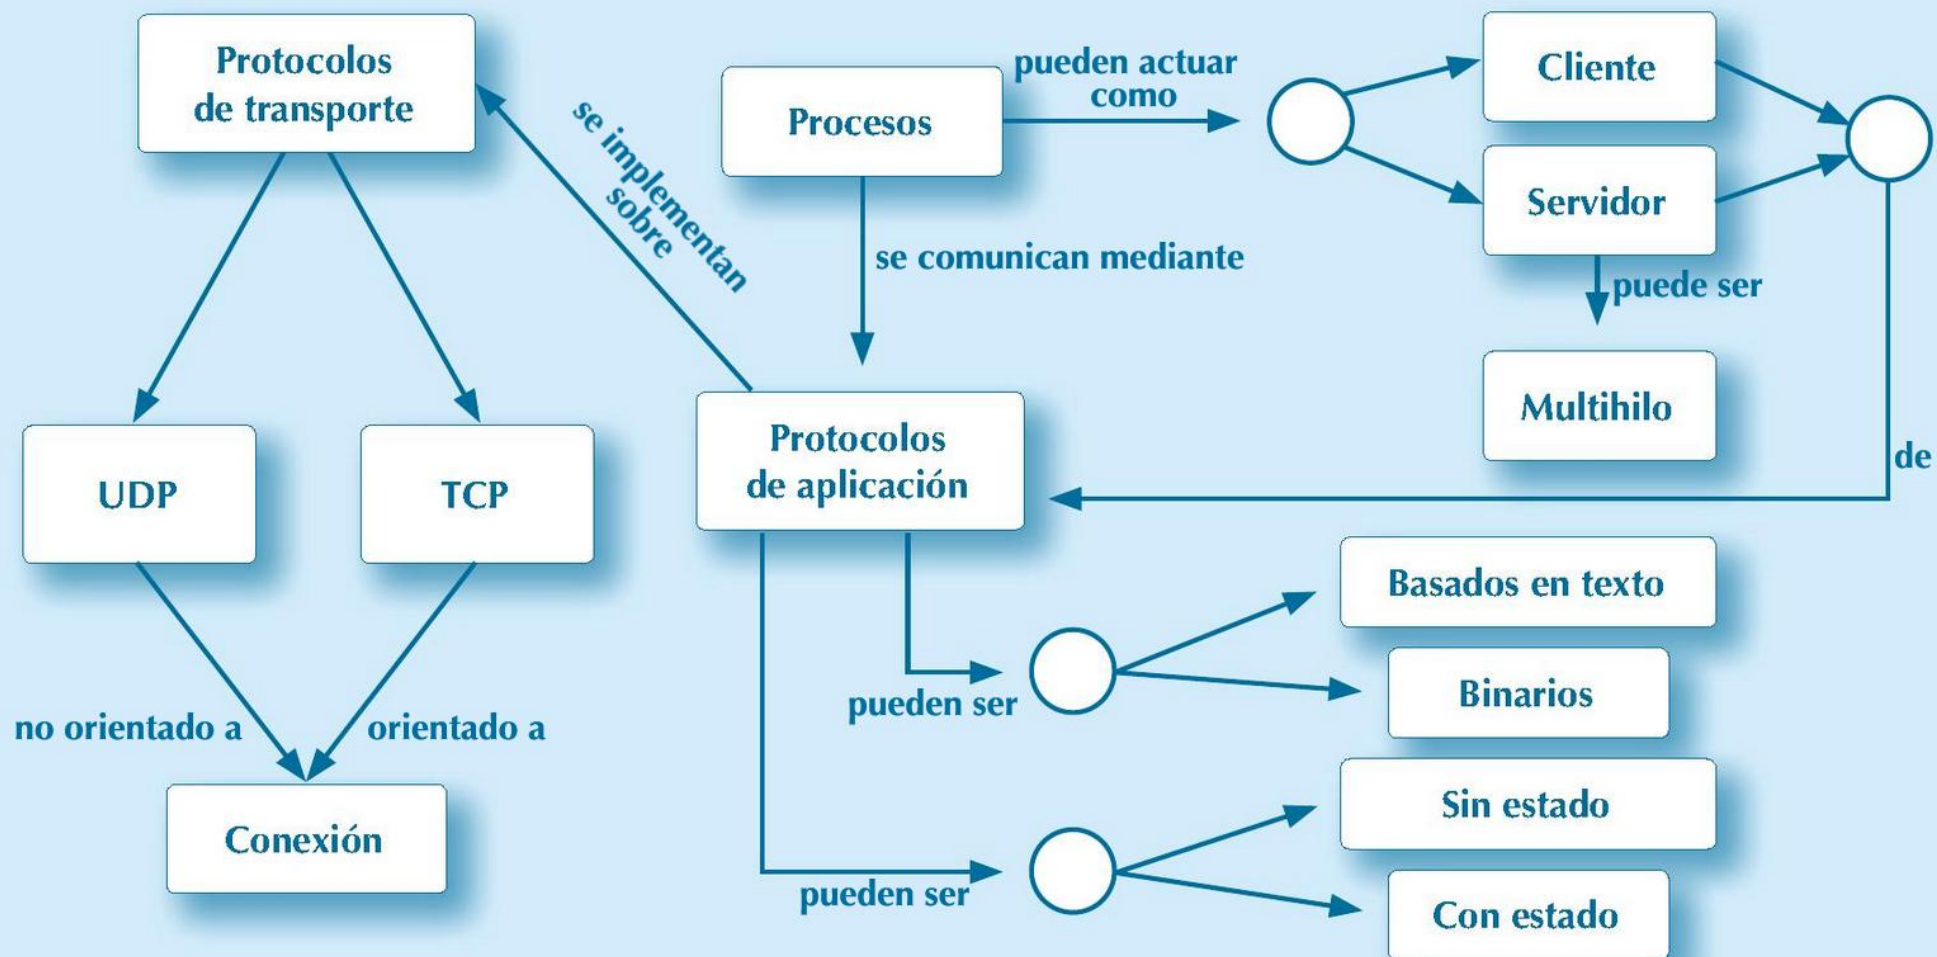 Protocolos
de transporte
se implementan
sobre
Procesos
pueden actuar
como
Cliente
Servidor
se comunican mediante
puede ser
Multihilo
de
UDP
TCP
Protocolos
de aplicación
no orientado a
orientado a
Conexión
pueden ser
Basados en texto
Binarios
pueden ser
Sin estado
Con estado